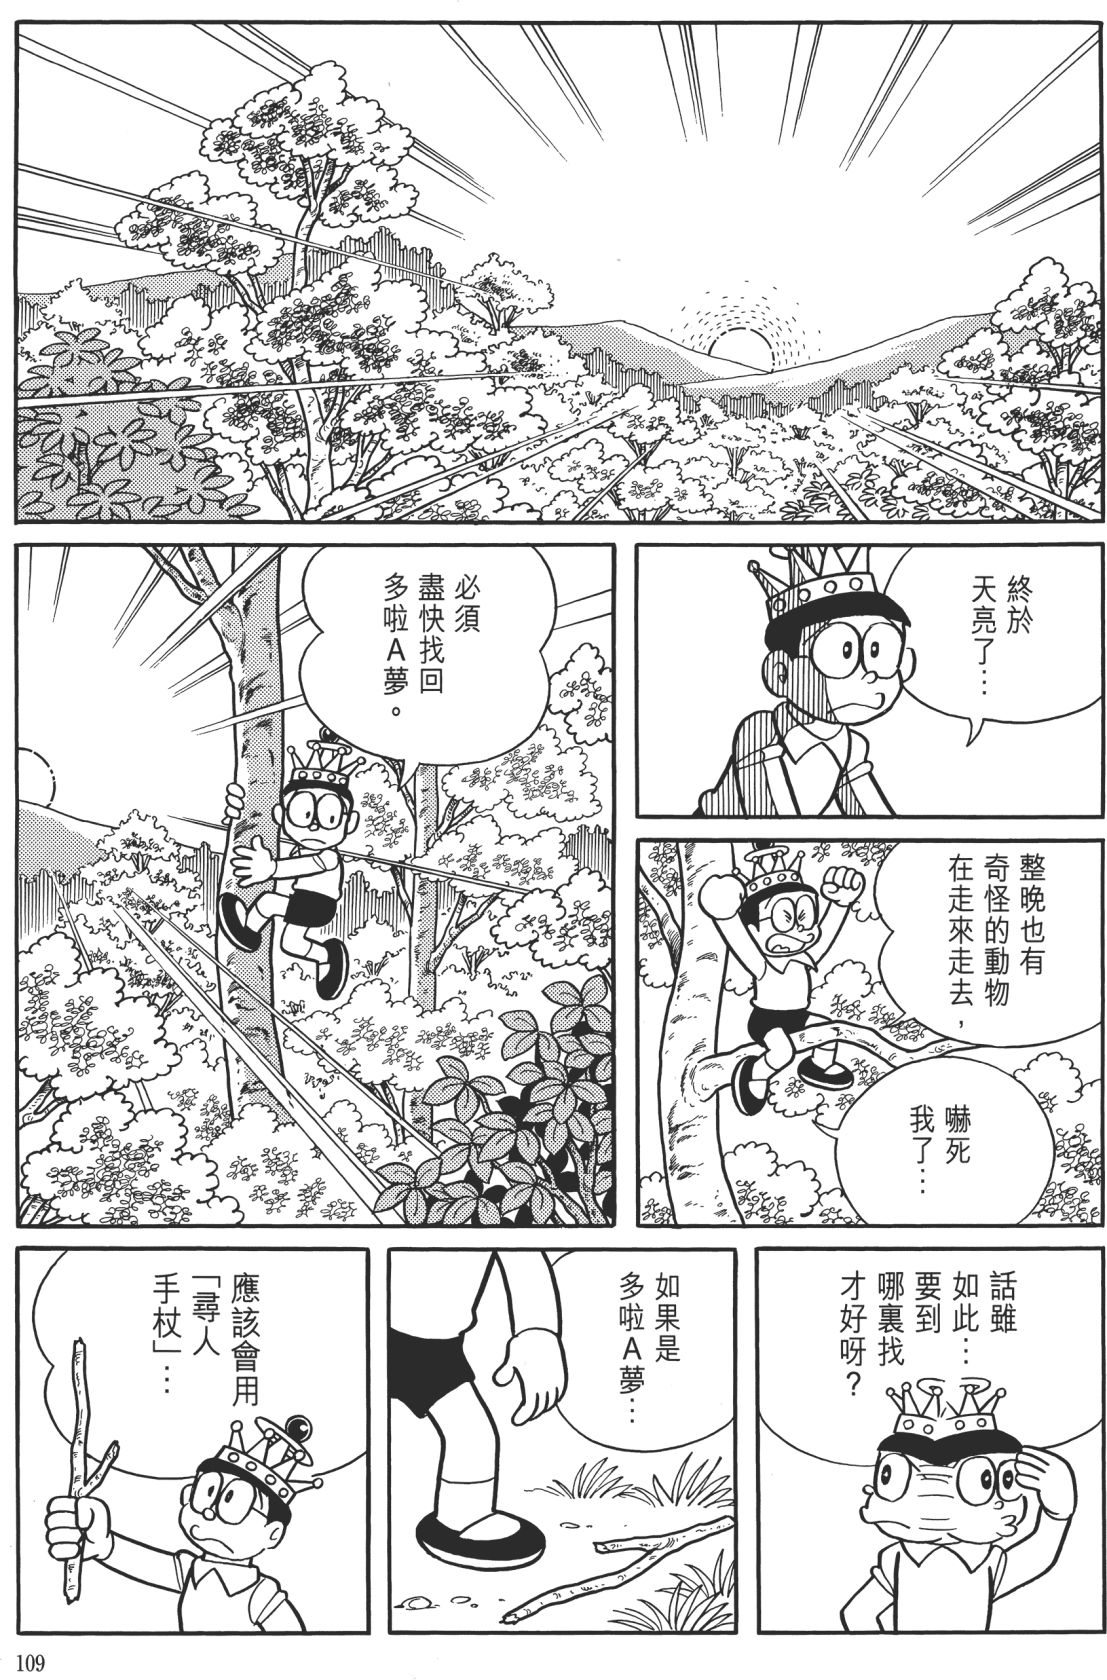 終於
天亮了…
整晚也有
奇怪的動物
在走來走去，
嚇死
我了…
必須
盡快找回
多啦A夢。
話雖
如此…
要到
哪裏找
才好呀？
如果是
多啦A夢…
應該會用
「尋人
手杖」…
109